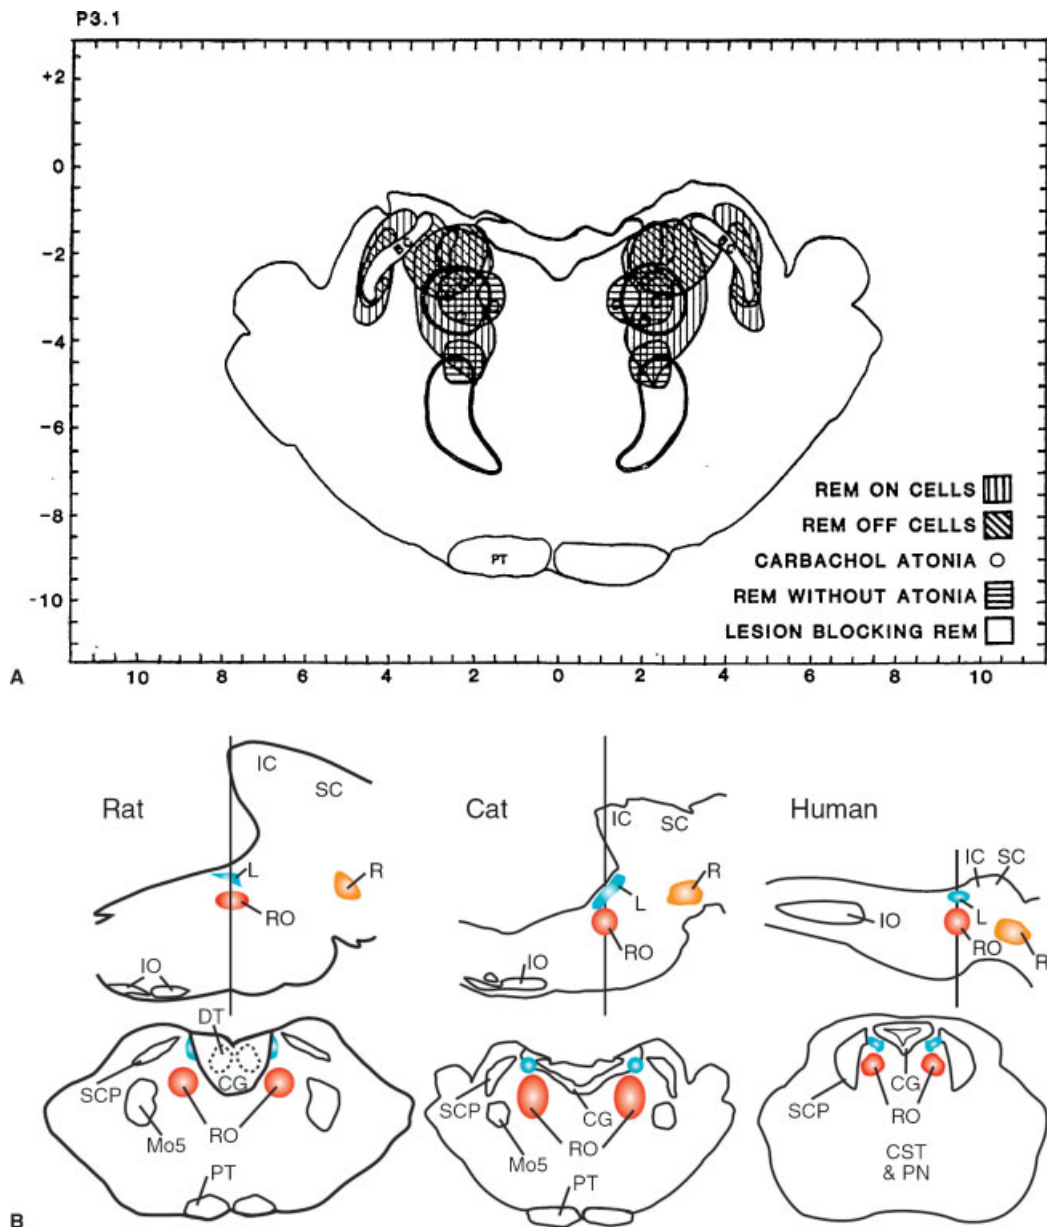 P3.1
+2
0
-2
-4
-6
-8
-10
BC
BC
REM ON CELLS
REM OFF CELLS
CARBACHOL ATONIA
REM WITHOUT ATONIA
LESION BLOCKING REM
PT
10 8 6 4 2 0 2 4 6 8 10
A
Rat
IC
SC
L
R
RO
IO
Cat
IC
SC
R
L
RO
IO
Human
IC SC
IO
L
RO
R
DT
CG
SCP
Mo5
RO
PT
SCP
CG
Mo5
RO
PT
CG
SCP
RO
CST
& PN
B